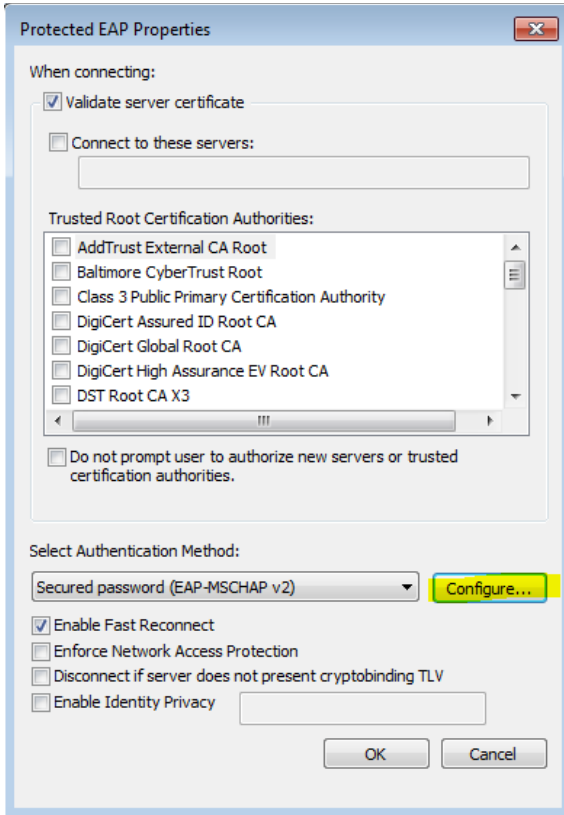 Protected EAP Properties
When connecting:
Validate server certificate
Connect to these servers:
Trusted Root Certification Authorities:
AddTrust External CA Root
Baltimore CyberTrust Root
Class 3 Public Primary Certification Authority
DigiCert Assured ID Root CA
DigiCert Global Root CA
DigiCert High Assurance EV Root CA
DST Root CA X3
Do not prompt user to authorize new servers or trusted
certification authorities.
Select Authentication Method:
Secured password (EAP-MSCHAP v2) Configure...
Enable Fast Reconnect
Enforce Network Access Protection
Disconnect if server does not present cryptobinding TLV
Enable Identity Privacy
OK Cancel